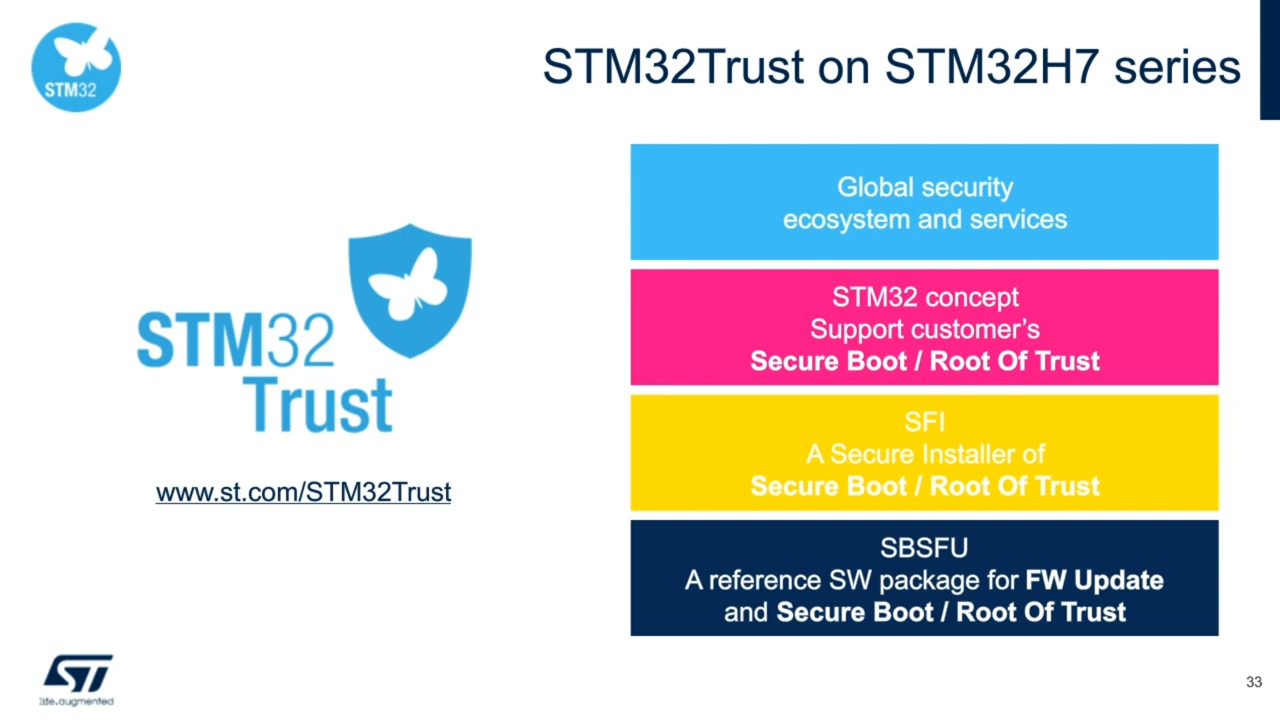 STM32
STM32Trust on STM32H7 series
STM32
Trust
www.st.com/STM32Trust
Global security
ecosystem and services
STM32 concept
Support customer’s
Secure Boot / Root Of Trust
SFI
A Secure Installer of
Secure Boot / Root Of Trust
SBSFU
A reference SW package for FW Update
and Secure Boot / Root Of Trust
ST
life.augmented
33